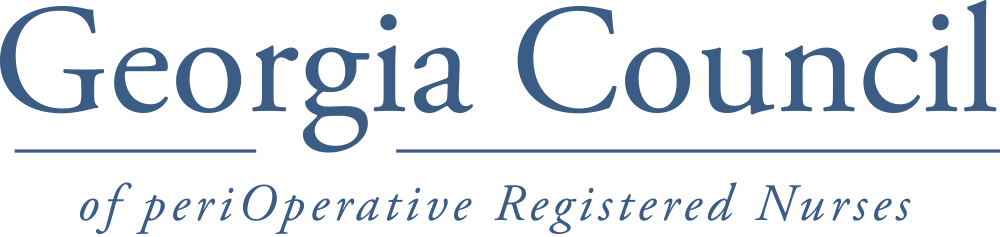 Georgia Council
of periOperative Registered Nurses